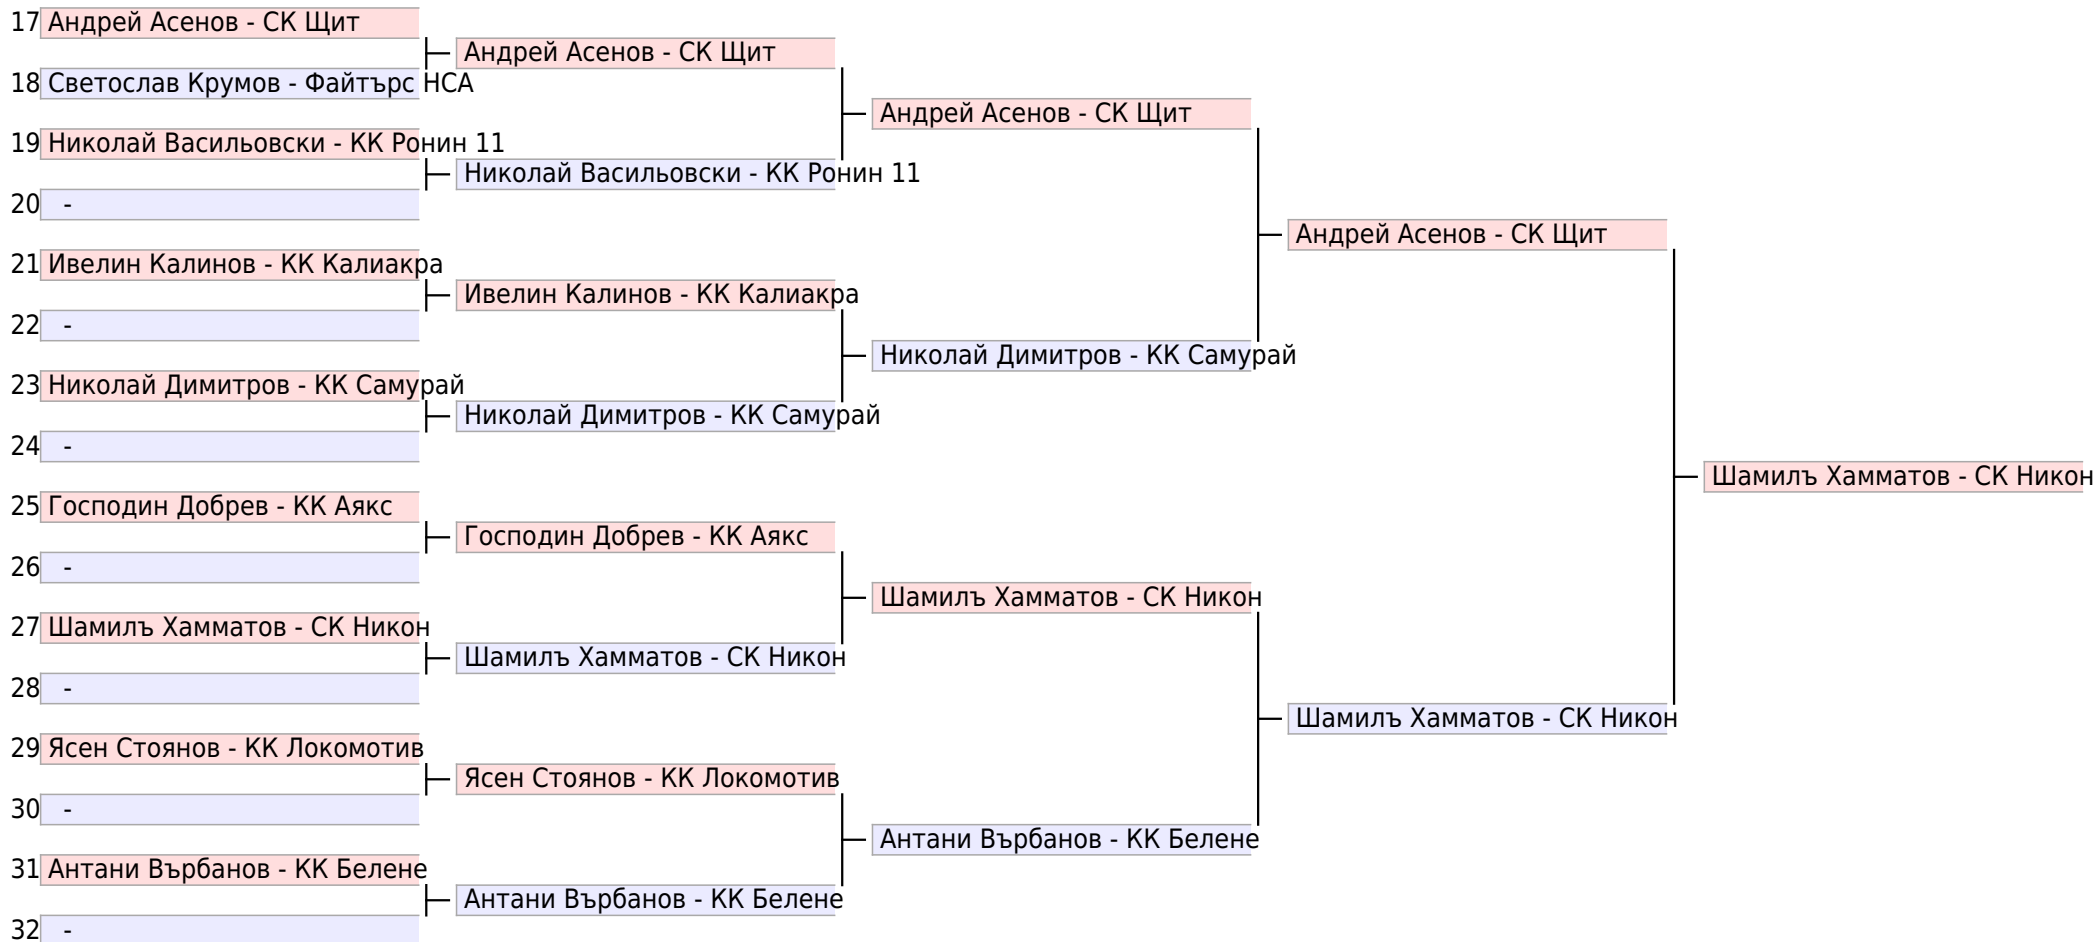 17 Андрей Асенов - СК Щит
Андрей Асенов - СК Щит
18 Светослав Крумов - Файтърс НСА
Андрей Асенов - СК Щит
19 Николай Васильовски - КК Ронин 11
Николай Васильовски - КК Ронин 11
20 -
Андрей Асенов - СК Щит
21 Ивелин Калинов - КК Калиакра
Ивелин Калинов - КК Калиакра
22 -
Николай Димитров - КК Самурай
23 Николай Димитров - КК Самурай
Николай Димитров - КК Самурай
24 -
Шамилъ Хамматов - СК Никон
25 Господин Добрев - КК Аякс
Господин Добрев - КК Аякс
26 -
Шамилъ Хамматов - СК Никон
27 Шамилъ Хамматов - СК Никон
Шамилъ Хамматов - СК Никон
28 -
Шамилъ Хамматов - СК Никон
29 Ясен Стоянов - КК Локомотив
Ясен Стоянов - КК Локомотив
30 -
Антани Върбанов - КК Белене
31 Антани Върбанов - КК Белене
Антани Върбанов - КК Белене
32 -